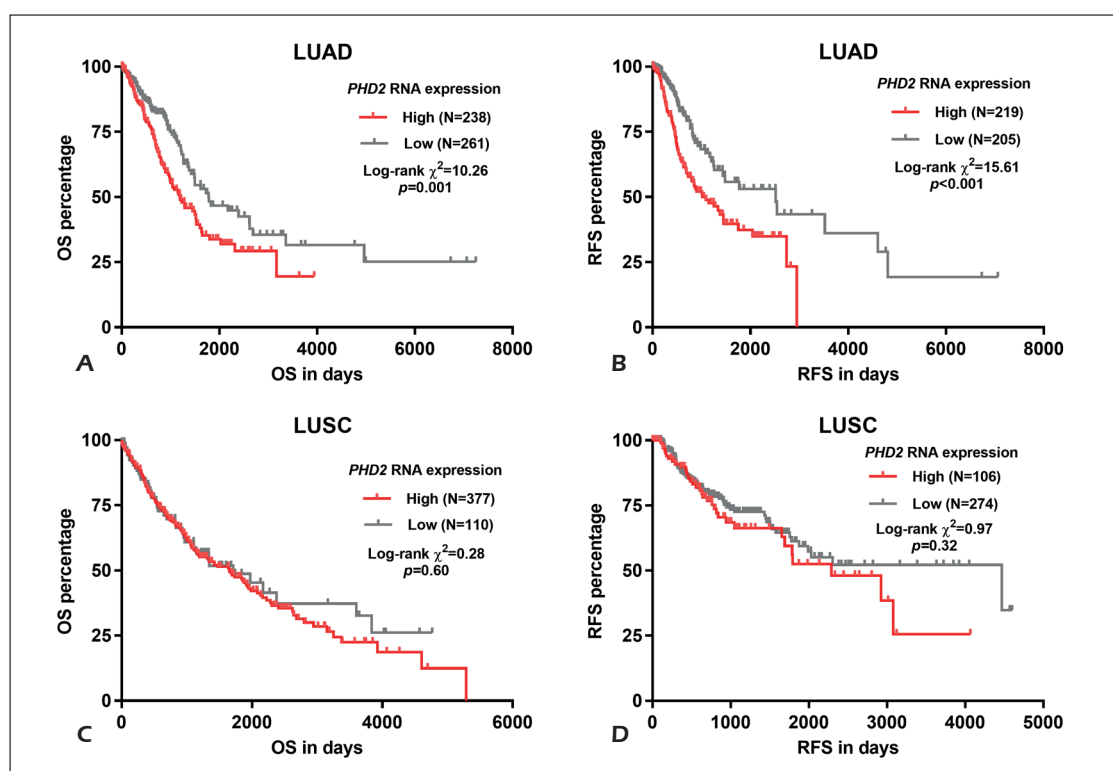 LUAD
OS percentage
100
75
50
25
0
PHD2 RNA expression
High (N=238)
Low (N=261)
Log-rank χ²=10.26
p=0.001
0 2000 4000 6000 8000
OS in days
A
LUAD
RFS percentage
100
75
50
25
0
PHD2 RNA expression
High (N=219)
Low (N=205)
Log-rank χ²=15.61
p<0.001
0 2000 4000 6000 8000
RFS in days
B
LUSC
OS percentage
100
75
50
25
0
PHD2 RNA expression
High (N=377)
Low (N=110)
Log-rank χ²=0.28
p=0.60
0 2000 4000 6000
OS in days
C
LUSC
RFS percentage
100
75
50
25
0
PHD2 RNA expression
High (N=106)
Low (N=274)
Log-rank χ²=0.97
p=0.32
0 1000 2000 3000 4000 5000
RFS in days
D